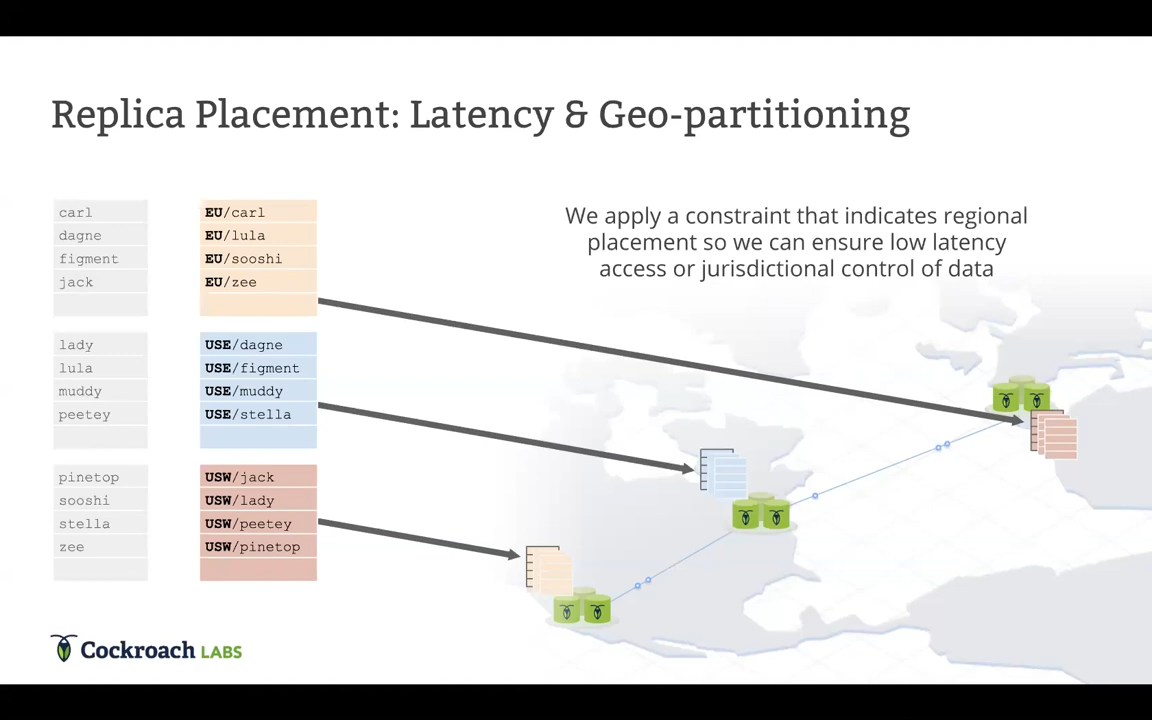 Replica Placement: Latency & Geo-partitioning
carl
dagne
figment
jack
lady
lula
muddy
peetey
pinetop
sooshi
stella
zee
EU/carl
EU/lula
EU/sooshi
EU/zee
USE/dagne
USE/figment
USE/muddy
USE/stella
USW/jack
USW/lady
USW/peetey
USW/pinetop
We apply a constraint that indicates regional
placement so we can ensure low latency
access or jurisdictional control of data
Cockroach LABS